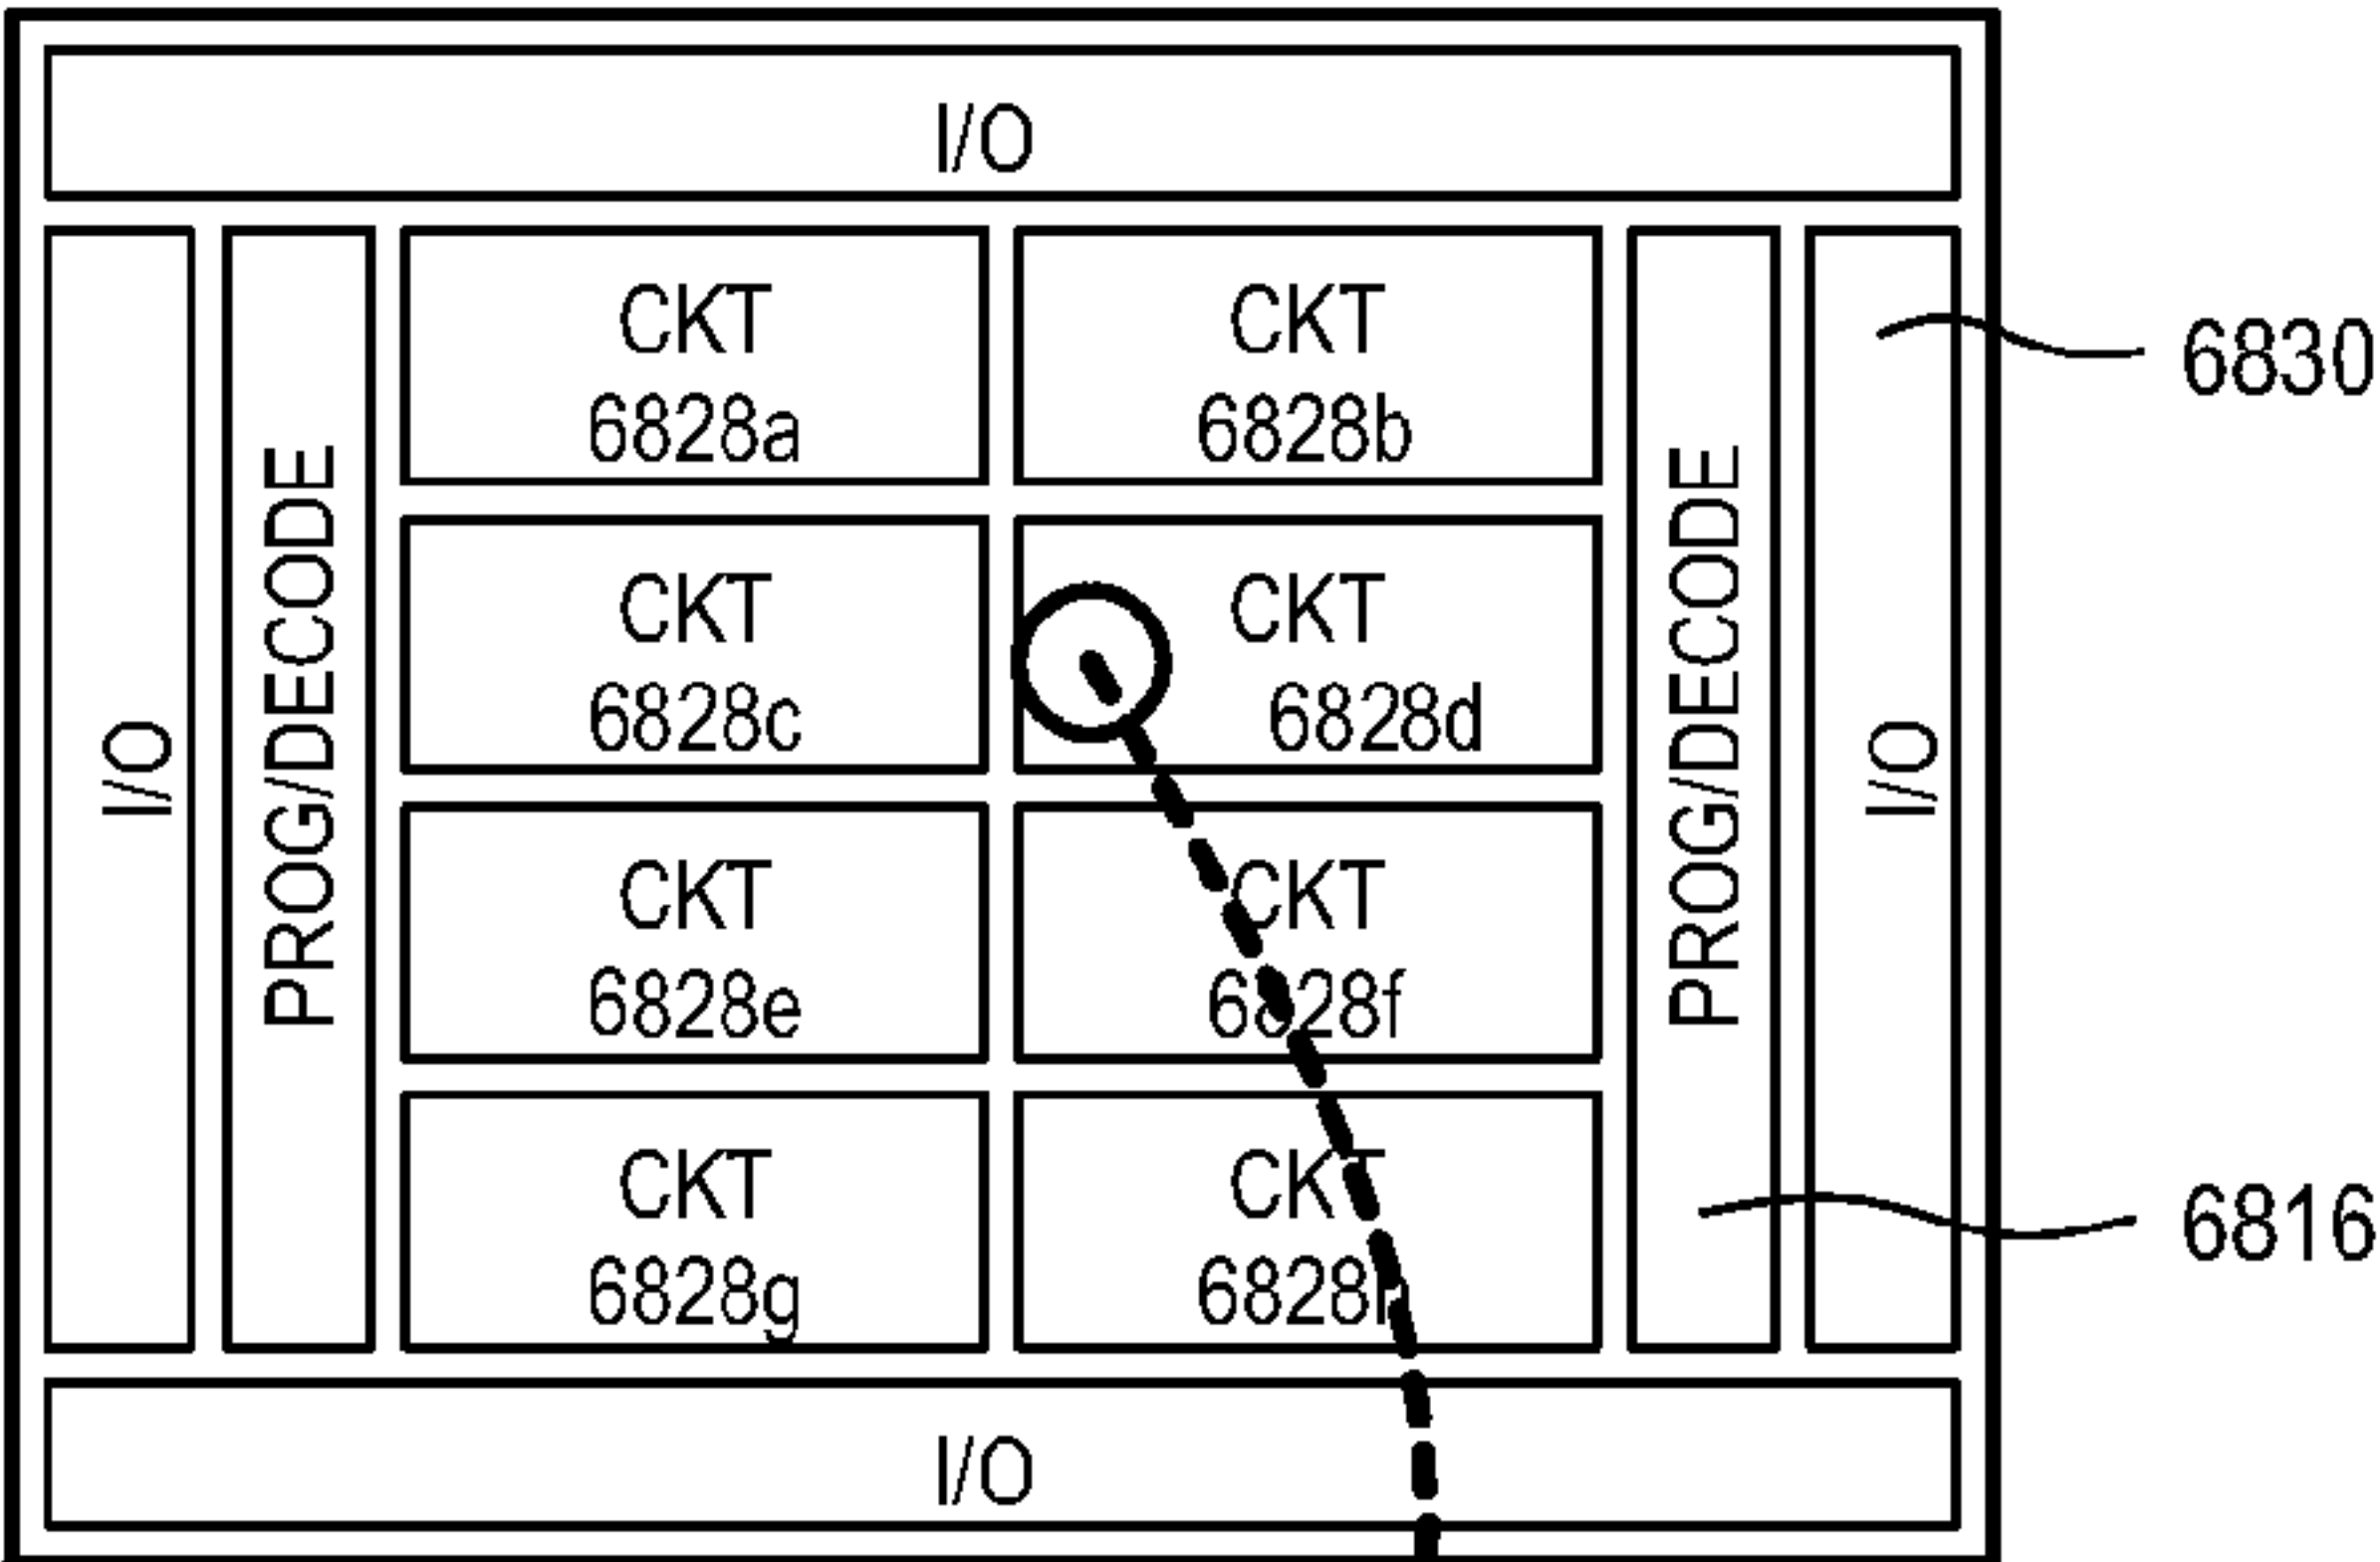 I/O
CKT
6828a
CKT
6828b
6830
CKT
6828c
CKT
6828d
I/O
PROG/DECODE
PROG/DECODE
I/O
CKT
6828e
CKT
6828f
CKT
6828g
CKT
6828h
6816
I/O